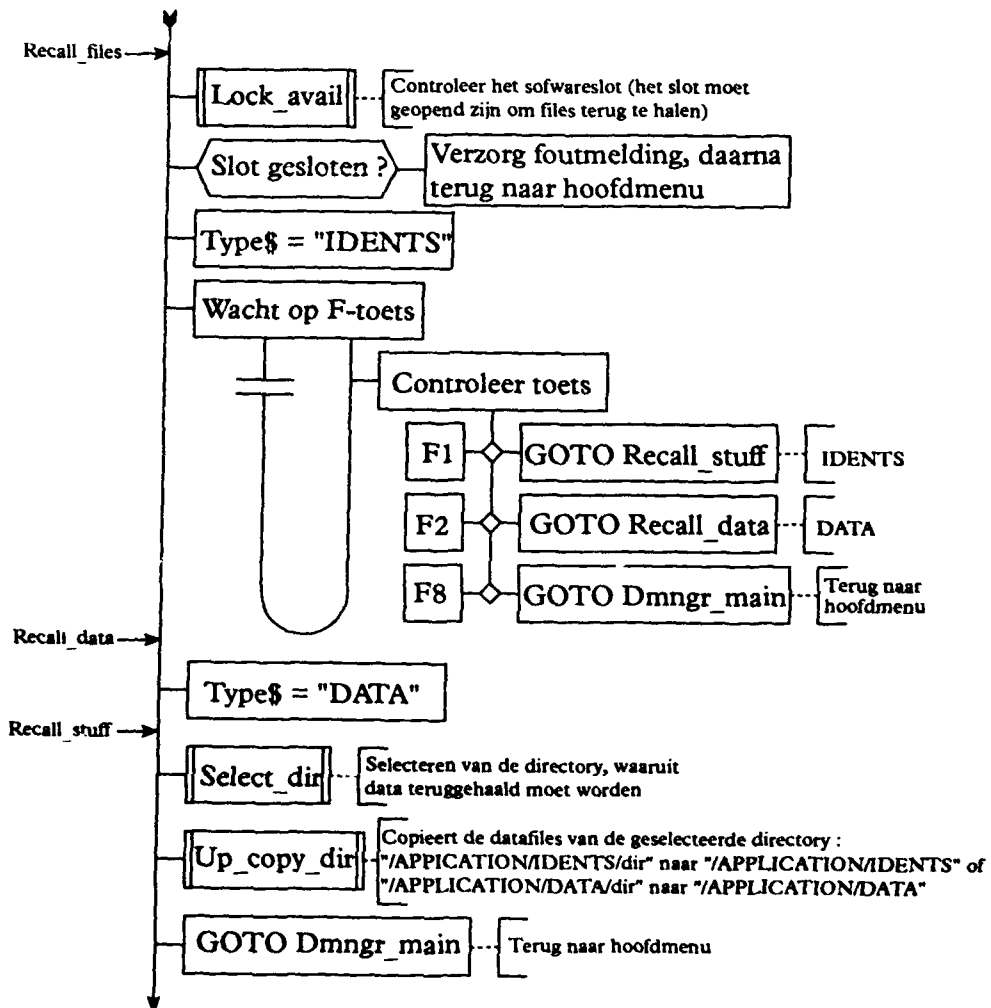 Recall_files
Lock_avail
Controleer het sofwareslot (het slot moet
geopend zijn om files terug te halen)
Slot gesloten ?
Verzorg foutmelding, daarna
terug naar hoofdmenu
Type$ = "IDENTS"
Wacht op F-toets
Controleer toets
F1
GOTO Recall_stuff
IDENTS
F2
GOTO Recall_data
DATA
F8
GOTO Dmngr_main
Terug naar
hoofdmenu
Recall_data
Type$ = "DATA"
Recall_stuff
Select_dir
Selecteren van de directory, waaruit
data teruggehaald moet worden
Up_copy_dir
Copieert de datafiles van de geselecteerde directory :
"/APPICATION/IDENTS/dir" naar "/APPLICATION/IDENTS" of
"/APPLICATION/DATA/dir" naar "/APPLICATION/DATA"
GOTO Dmngr_main
Terug naar hoofdmenu